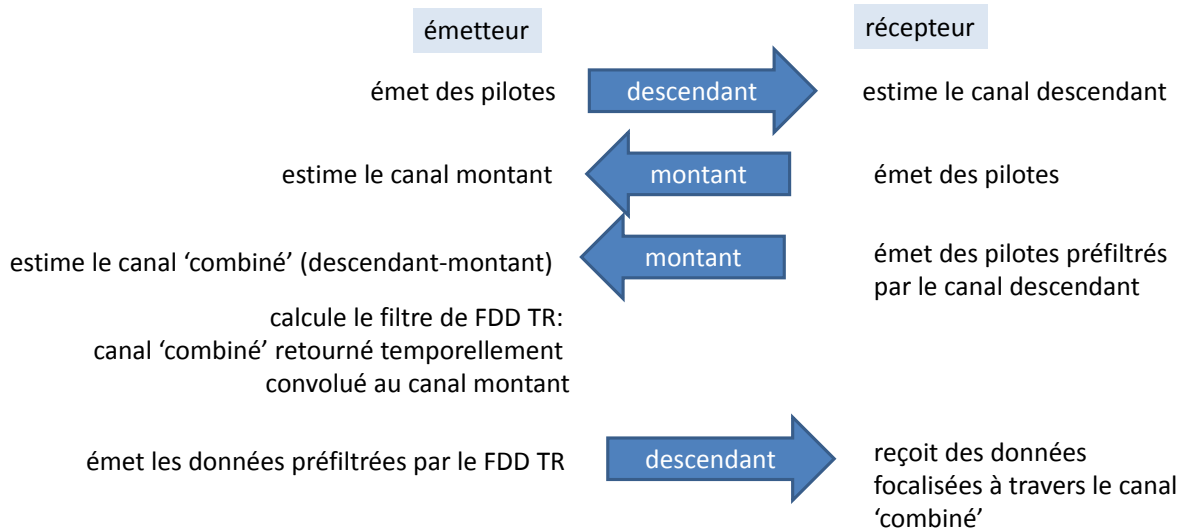 émetteur
récepteur
émet des pilotes
descendant
estime le canal descendant
estime le canal montant
montant
émet des pilotes
estime le canal ‘combiné’ (descendant-montant)
montant
émet des pilotes préfiltrés
par le canal descendant
calcule le filtre de FDD TR:
canal ‘combiné’ retourné temporellement
convolué au canal montant
émet les données préfiltrées par le FDD TR
descendant
reçoit des données
focalisées à travers le canal
‘combiné’